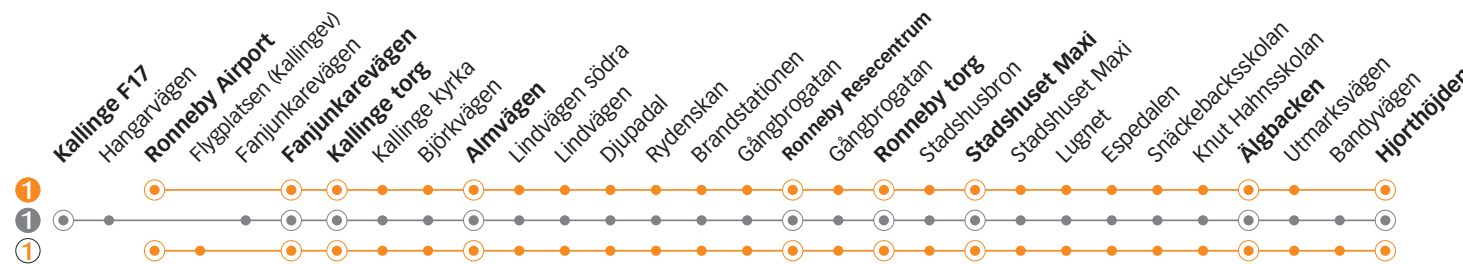 Kallinge F17
Hangarvägen
Ronneby Airport
Flygplatsen (Kallingev)
Fanjunkarevägen
Fanjunkarevägen
Kallinge torg
Kallinge Kyrka
Björkvägen
Almvägen
Lindvägen södra
Lindvägen
Djupadal
Rydenskan
Brandstationen
Gångbrogatan
Ronneby Resecentrum
Gångbrogatan
Ronneby torg
Stadshusbron
Stadshuset Maxi
Stadshuset Maxi
Lugnet
Espedalen
Snäckebacksskolan
Knut Hahnsskolan
Älgbacken
Utmarksvägen
Bandyvägen
Hjorthöjden
1
1
1